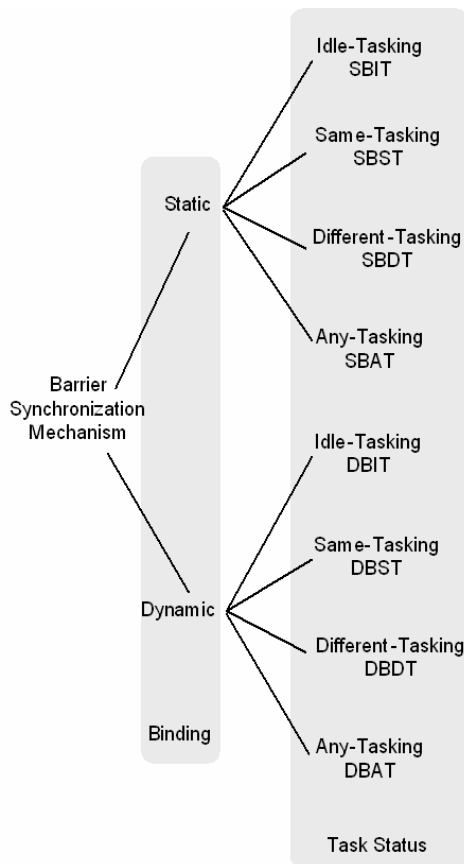 Idle-Tasking
SBIT
Same-Tasking
SBST
Static
Different-Tasking
SBDT
Any-Tasking
SBAT
Barrier
Synchronization
Mechanism
Idle-Tasking
DBIT
Same-Tasking
DBST
Dynamic
Different-Tasking
DBDT
Binding
Any-Tasking
DBAT
Task Status